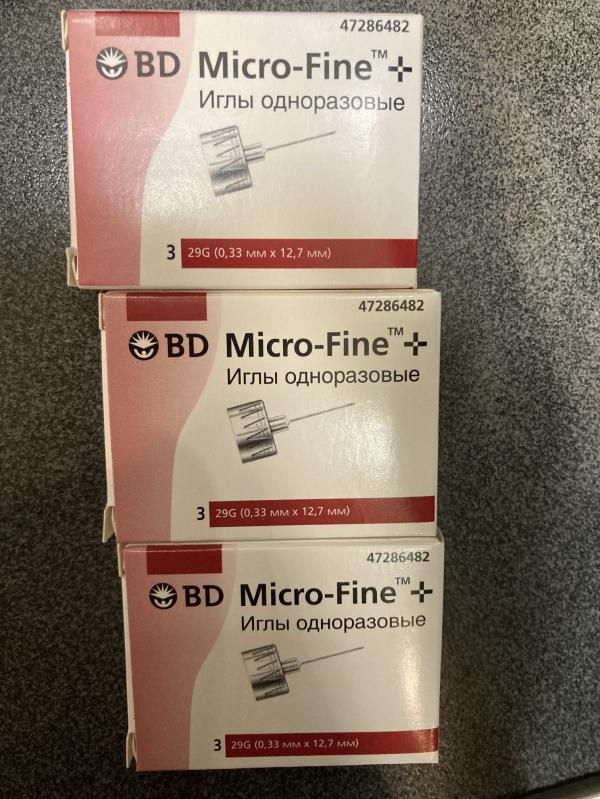 47286482
BD Micro-Fine™+
Иглы одноразовые
3 29G (0,33 мм x 12,7 мм)
47286482
BD Micro-Fine™+
Иглы одноразовые
3 29G (0,33 мм x 12,7 мм)
47286482
BD Micro-Fine™+
Иглы одноразовые
3 29G (0,33 мм x 12,7 мм)